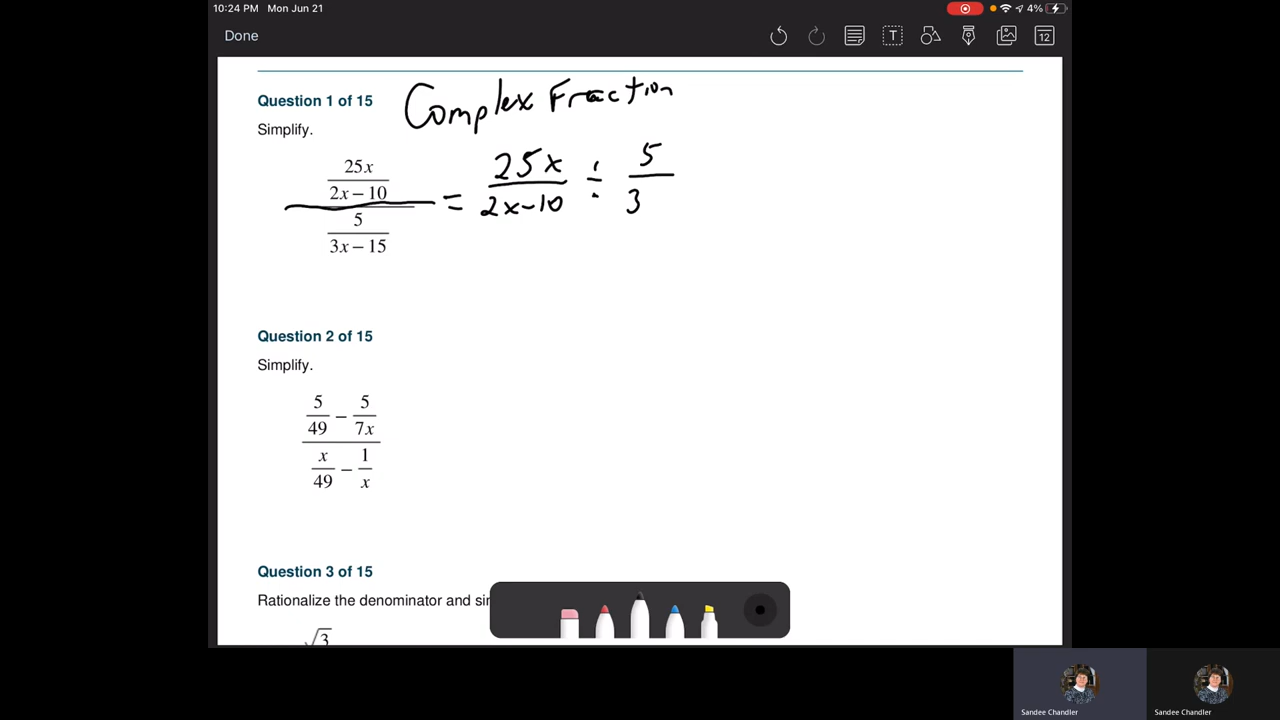 10:24 PM Mon Jun 21 4%
Done 12
Question 1 of 15 Complex Fraction
Simplify.
25x
2x – 10
5
3x – 15
= 25x ÷ 5
2x-10 3
Question 2 of 15
Simplify.
5 – 5
49 7x
x – 1
49 x
Question 3 of 15
Rationalize the denominator and
√3
Sandee Chandler Sandee Chandler